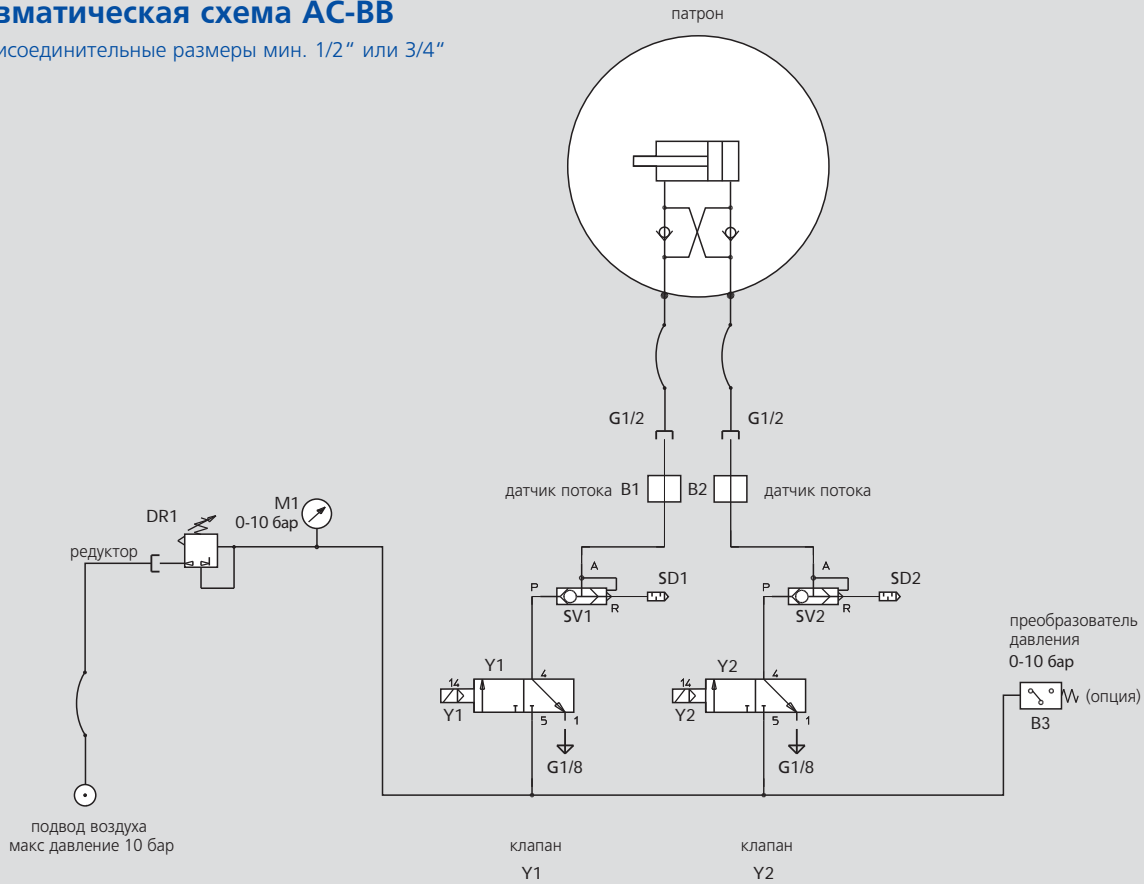 вматическая схема AC-BB
исоединительные размеры мин. 1/2“ или 3/4“
патрон
G1/2
G1/2
датчик потока B1
B2 датчик потока
DR1
M1
0-10 бар
редуктор
A
P
R
SV1
SD1
A
P
R
SV2
SD2
преобразователь
давления
0-10 бар
(опция)
B3
Y1
14
4
Y1
5
1
G1/8
Y2
14
4
Y2
5
1
G1/8
подвод воздуха
макс давление 10 бар
клапан
Y1
клапан
Y2